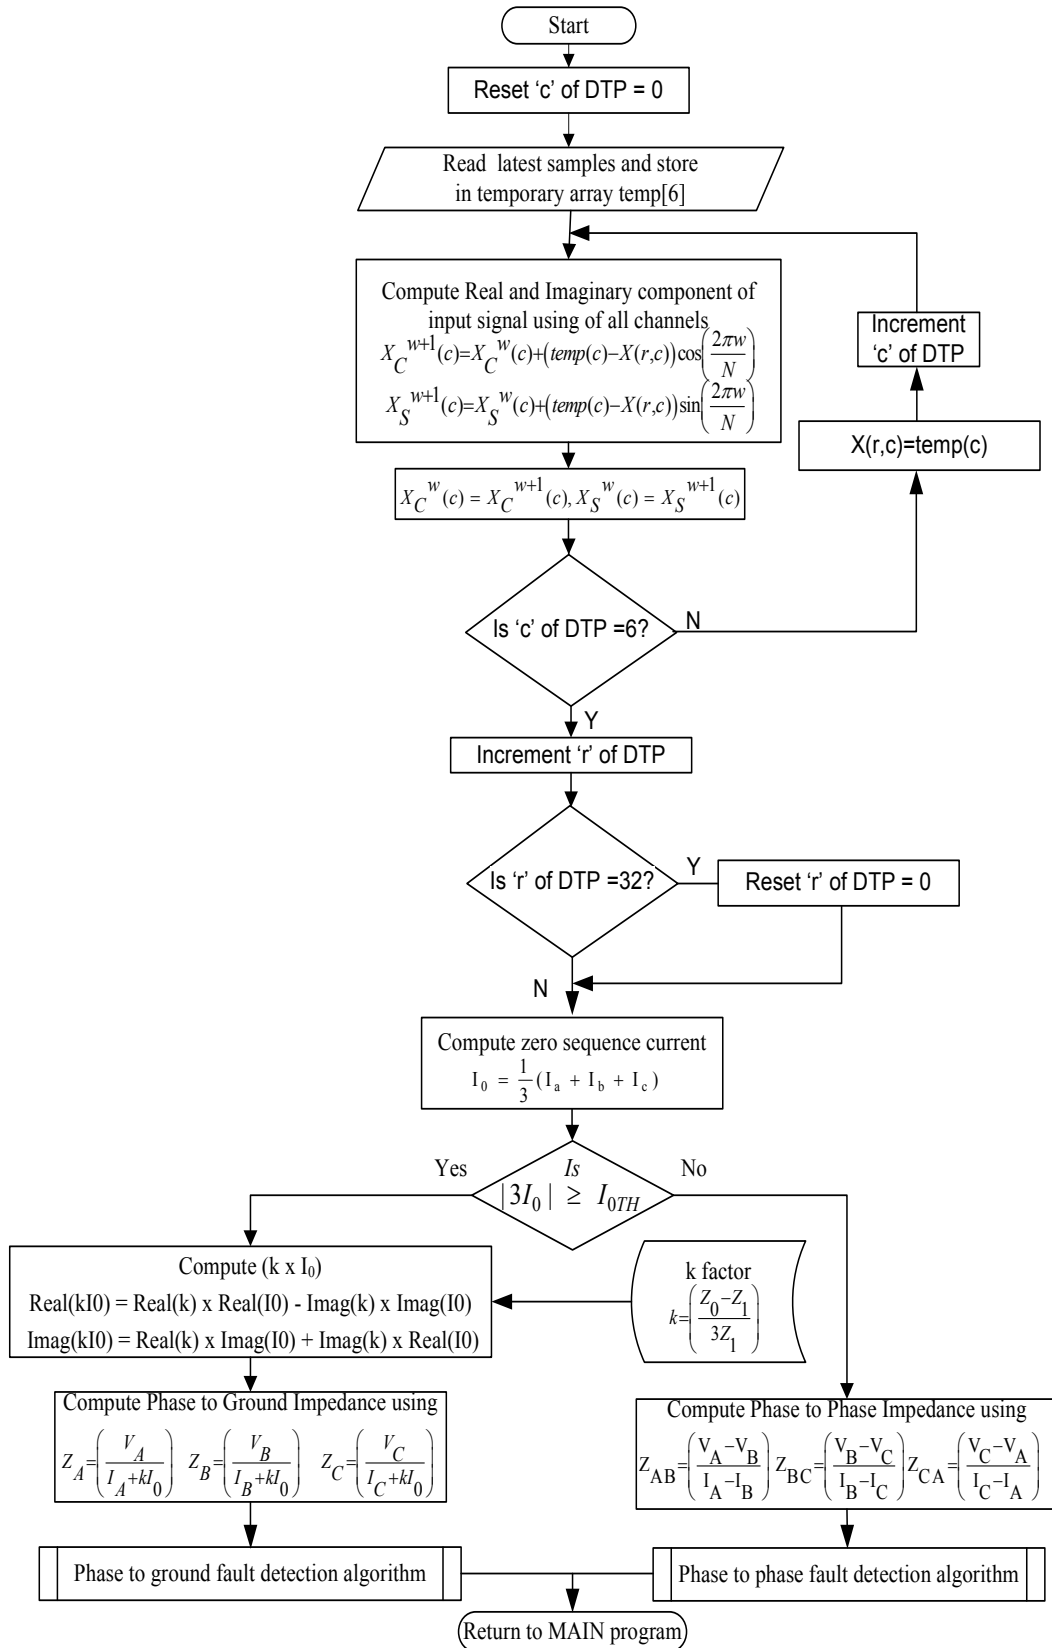 Start
Reset ‘c’ of DTP = 0
Read latest samples and store
in temporary array temp[6]
Compute Real and Imaginary component of
input signal using of all channels
X_C^{w+1}(c)=X_C^{w}(c)+(temp(c)−X(r,c))cos(2πw/N)
X_S^{w+1}(c)=X_S^{w}(c)+(temp(c)−X(r,c))sin(2πw/N)
Increment
‘c’ of DTP
X(r,c)=temp(c)
X_C^{w}(c) = X_C^{w+1}(c), X_S^{w}(c) = X_S^{w+1}(c)
Is ‘c’ of DTP =6?
N
Y
Increment ‘r’ of DTP
Is ‘r’ of DTP =32?
Y
Reset ‘r’ of DTP = 0
N
Compute zero sequence current
I_0 = 1/3 (I_a + I_b + I_c)
Yes
Is
No
|3I_0| ≥ I_{0TH}
Compute (k x I_0)
Real(kI0) = Real(k) x Real(I0) - Imag(k) x Imag(I0)
Imag(kI0) = Real(k) x Imag(I0) + Imag(k) x Real(I0)
k factor
k=((Z_0−Z_1)/(3Z_1))
Compute Phase to Ground Impedance using
Z_A=(V_A/(I_A+kI_0)) Z_B=(V_B/(I_B+kI_0)) Z_C=(V_C/(I_C+kI_0))
Compute Phase to Phase Impedance using
Z_AB=((V_A−V_B)/(I_A−I_B)) Z_BC=((V_B−V_C)/(I_B−I_C)) Z_CA=((V_C−V_A)/(I_C−I_A))
Phase to ground fault detection algorithm
Phase to phase fault detection algorithm
Return to MAIN program